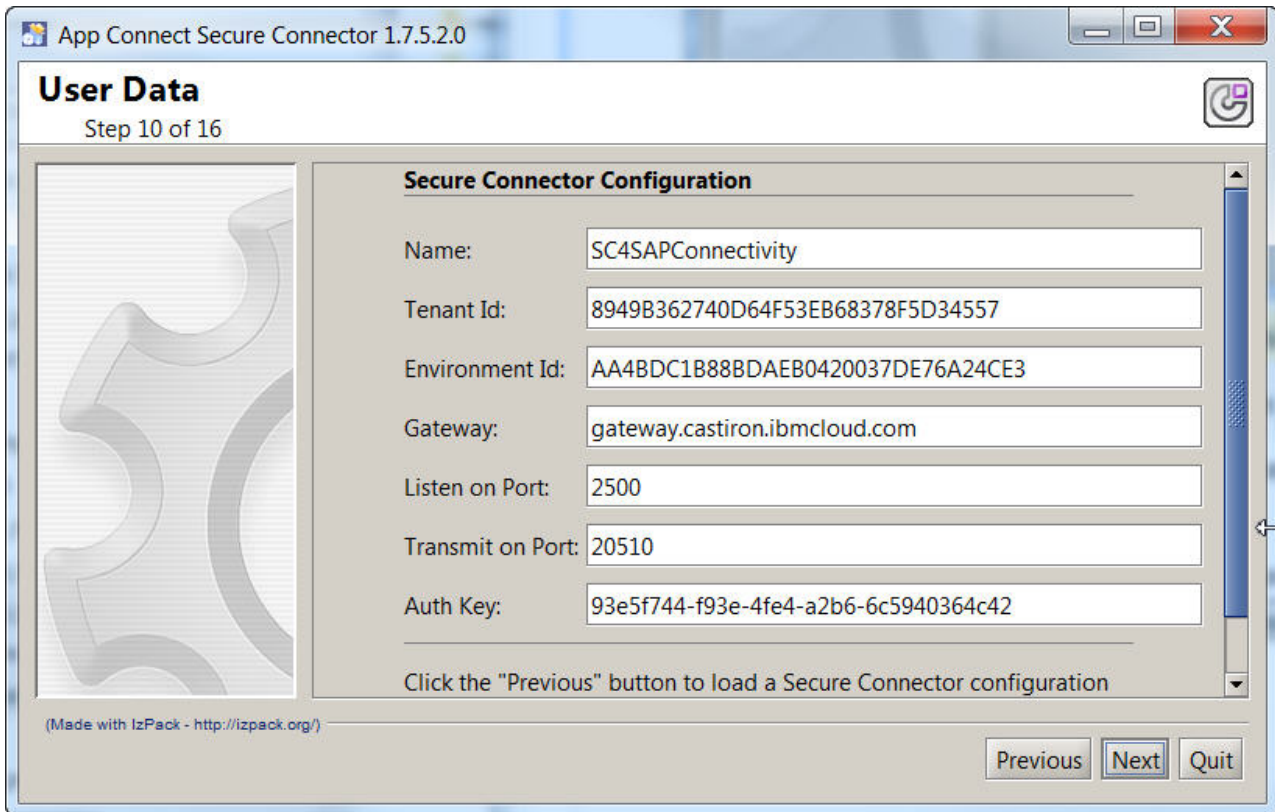 App Connect Secure Connector 1.7.5.2.0
User Data
Step 10 of 16
Secure Connector Configuration
Name: SC4SAPConnectivity
Tenant Id: 8949B362740D64F53EB68378F5D34557
Environment Id: AA4BDC1B88BDAEB0420037DE76A24CE3
Gateway: gateway.castiron.ibmcloud.com
Listen on Port: 2500
Transmit on Port: 20510
Auth Key: 93e5f744-f93e-4fe4-a2b6-6c5940364c42
Click the "Previous" button to load a Secure Connector configuration
(Made with IzPack - http://izpack.org/)
Previous Next Quit